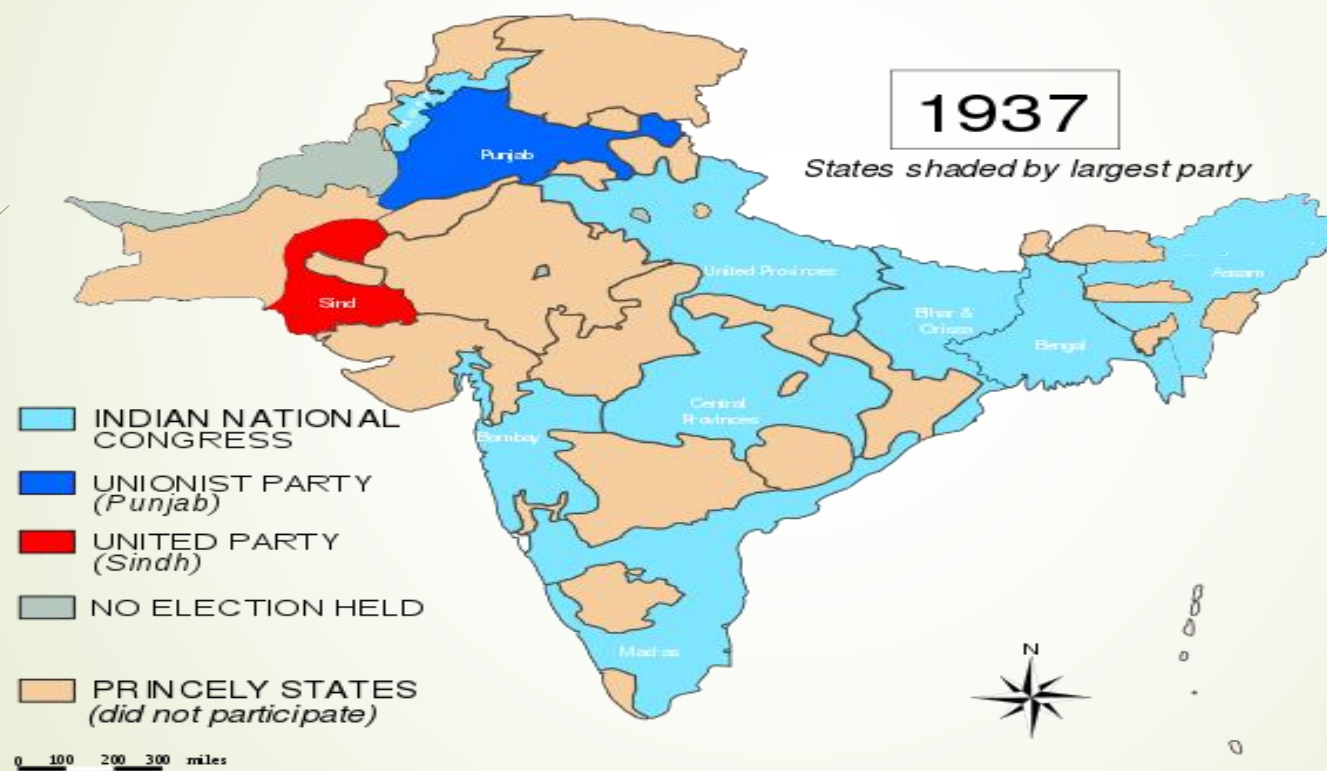 1937
States shaded by largest party
Punjab
Sind
United Provinces
Bihar &
Orissa
Bengal
Assam
Central
Provinces
Bombay
Madras
INDIAN NATIONAL
CONGRESS
UNIONIST PARTY
(Punjab)
UNITED PARTY
(Sindh)
NO ELECTION HELD
PRINCELY STATES
(did not participate)
N
0 100 200 300 miles